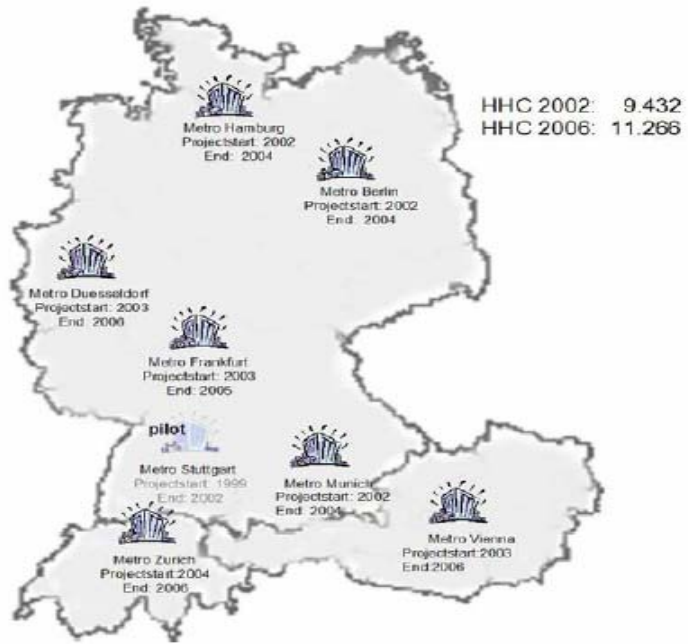 HHC 2002: 9.432
HHC 2006: 11.266
Metro Hamburg
Projectstart: 2002
End: 2004
Metro Berlin
Projectstart: 2002
End: 2004
Metro Duesseldorf
Projectstart: 2003
End: 2006
Metro Frankfurt
Projectstart: 2003
End: 2005
pilot
Metro Stuttgart
Projectstart: 1999
End: 2002
Metro Munich
Projectstart: 2002
End: 2004
Metro Vienna
Projectstart:2003
End:2006
Metro Zurich
Projectstart:2004
End: 2006